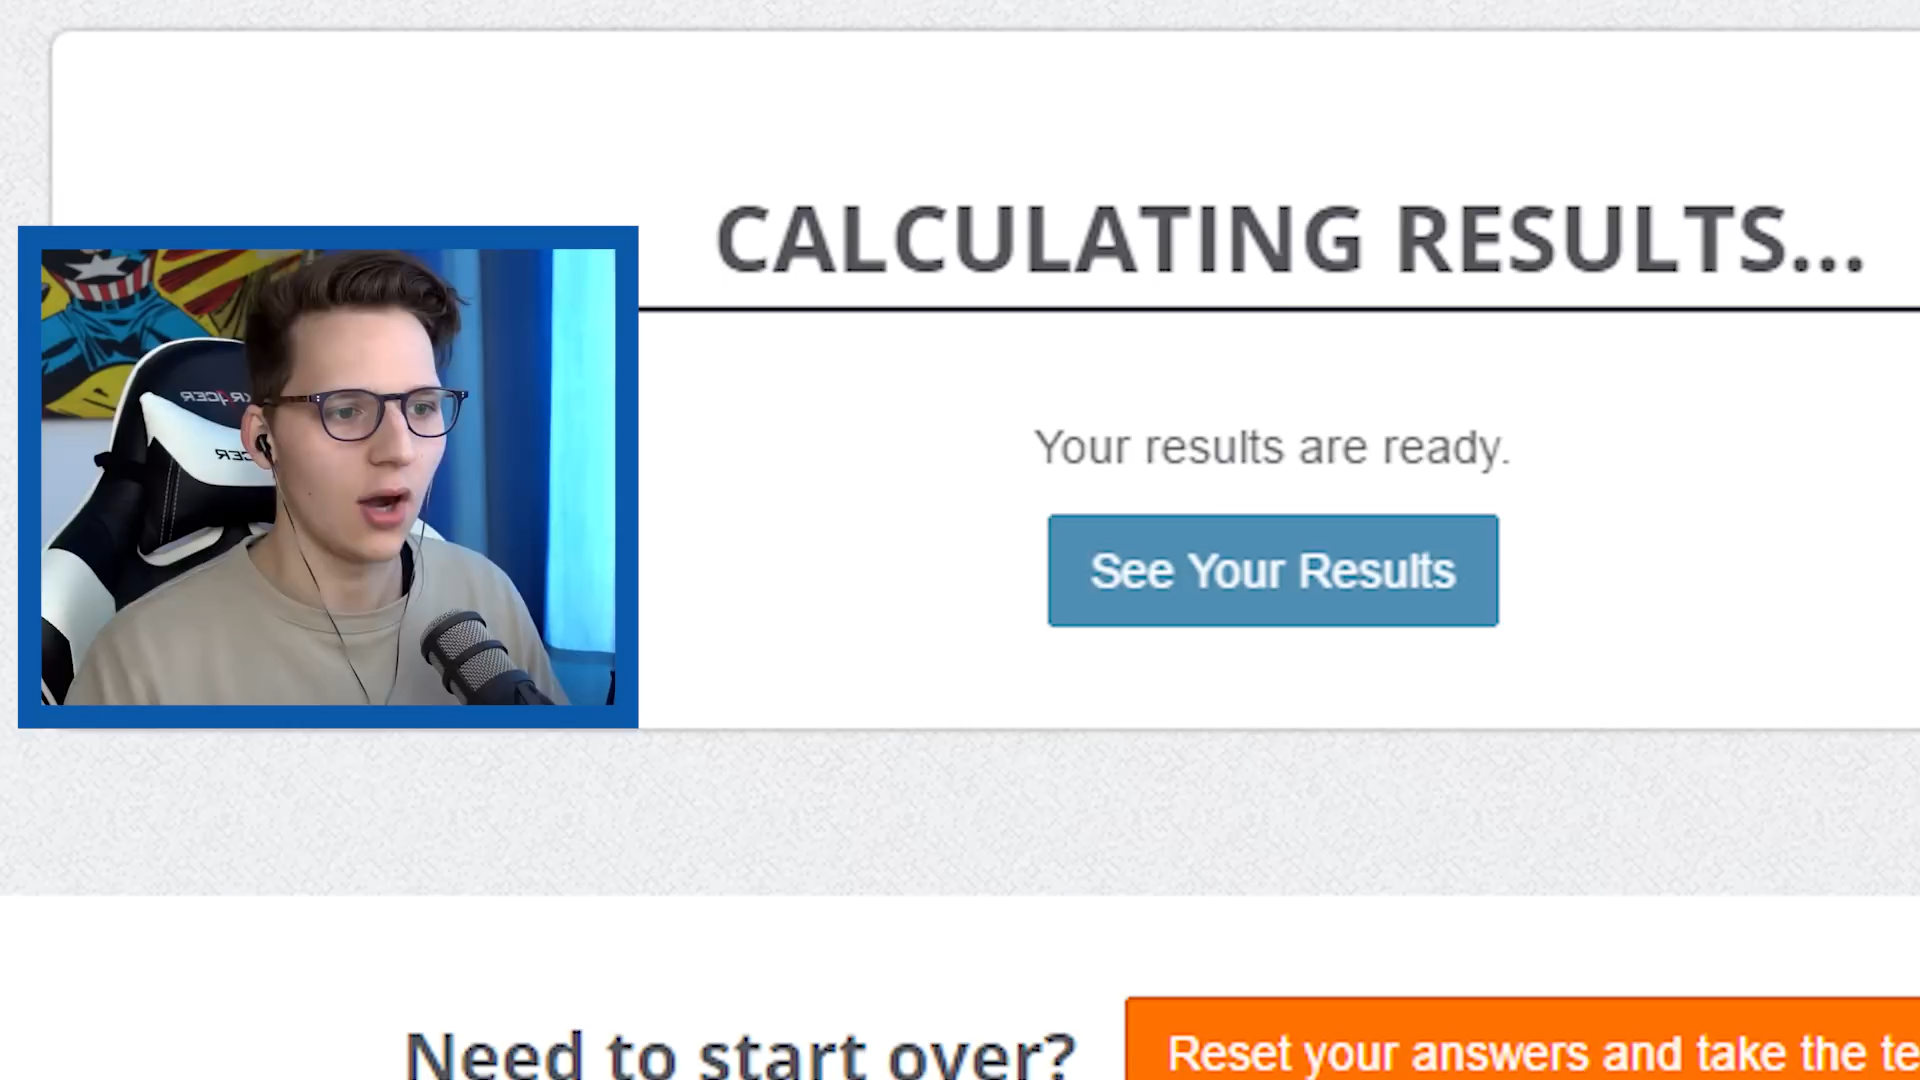 CALCULATING RESULTS...
Your results are ready.
See Your Results
Need to start over?
Reset your answers and take the te